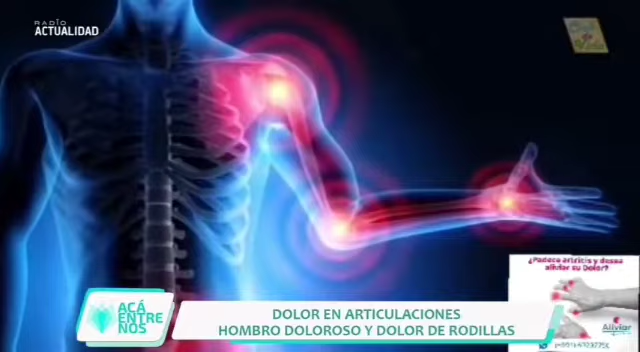 RADIO
ACTUALIDAD
ACÁ
ENTRE
NOS
DOLOR EN ARTICULACIONES
HOMBRO DOLOROSO Y DOLOR DE RODILLAS
¿Padece artritis y desea
aliviar su Dolor?
Aliviar